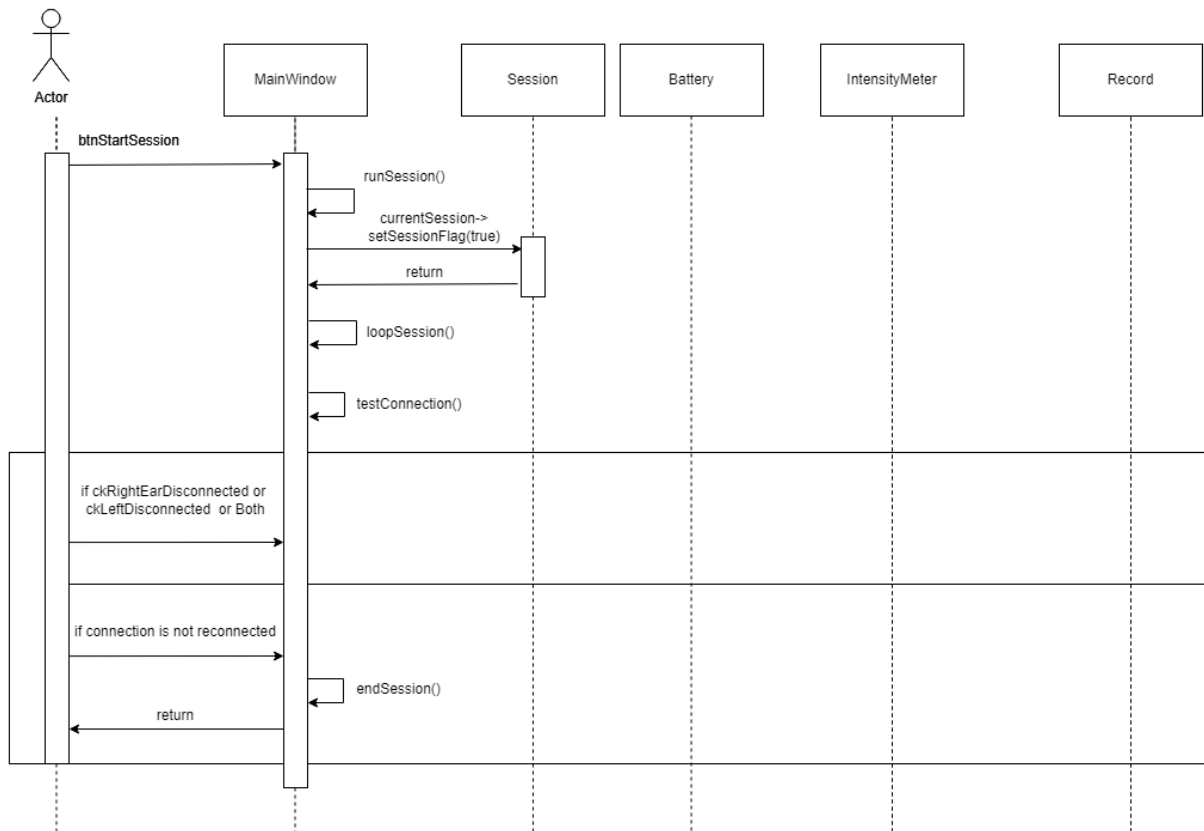 Actor
MainWindow
Session
Battery
IntensityMeter
Record
btnStartSession
runSession()
currentSession->
setSessionFlag(true)
return
loopSession()
testConnection()
if ckRightEarDisconnected or
ckLeftDisconnected or Both
if connection is not reconnected
endSession()
return